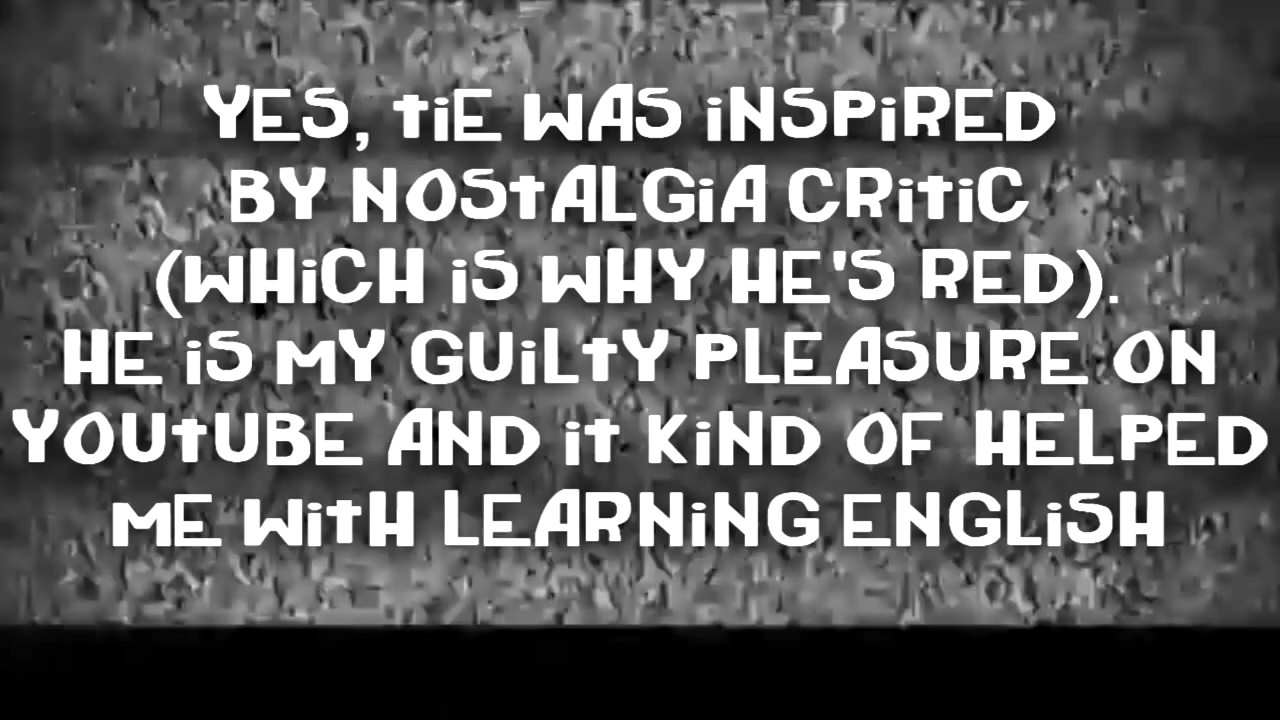 YES, TIE WAS INSPIRED
BY NOSTALGIA CRITIC
(WHICH IS WHY HE'S RED).
HE IS MY GUILTY PLEASURE ON
YOUTUBE AND IT KIND OF HELPED
ME WITH LEARNING ENGLISH